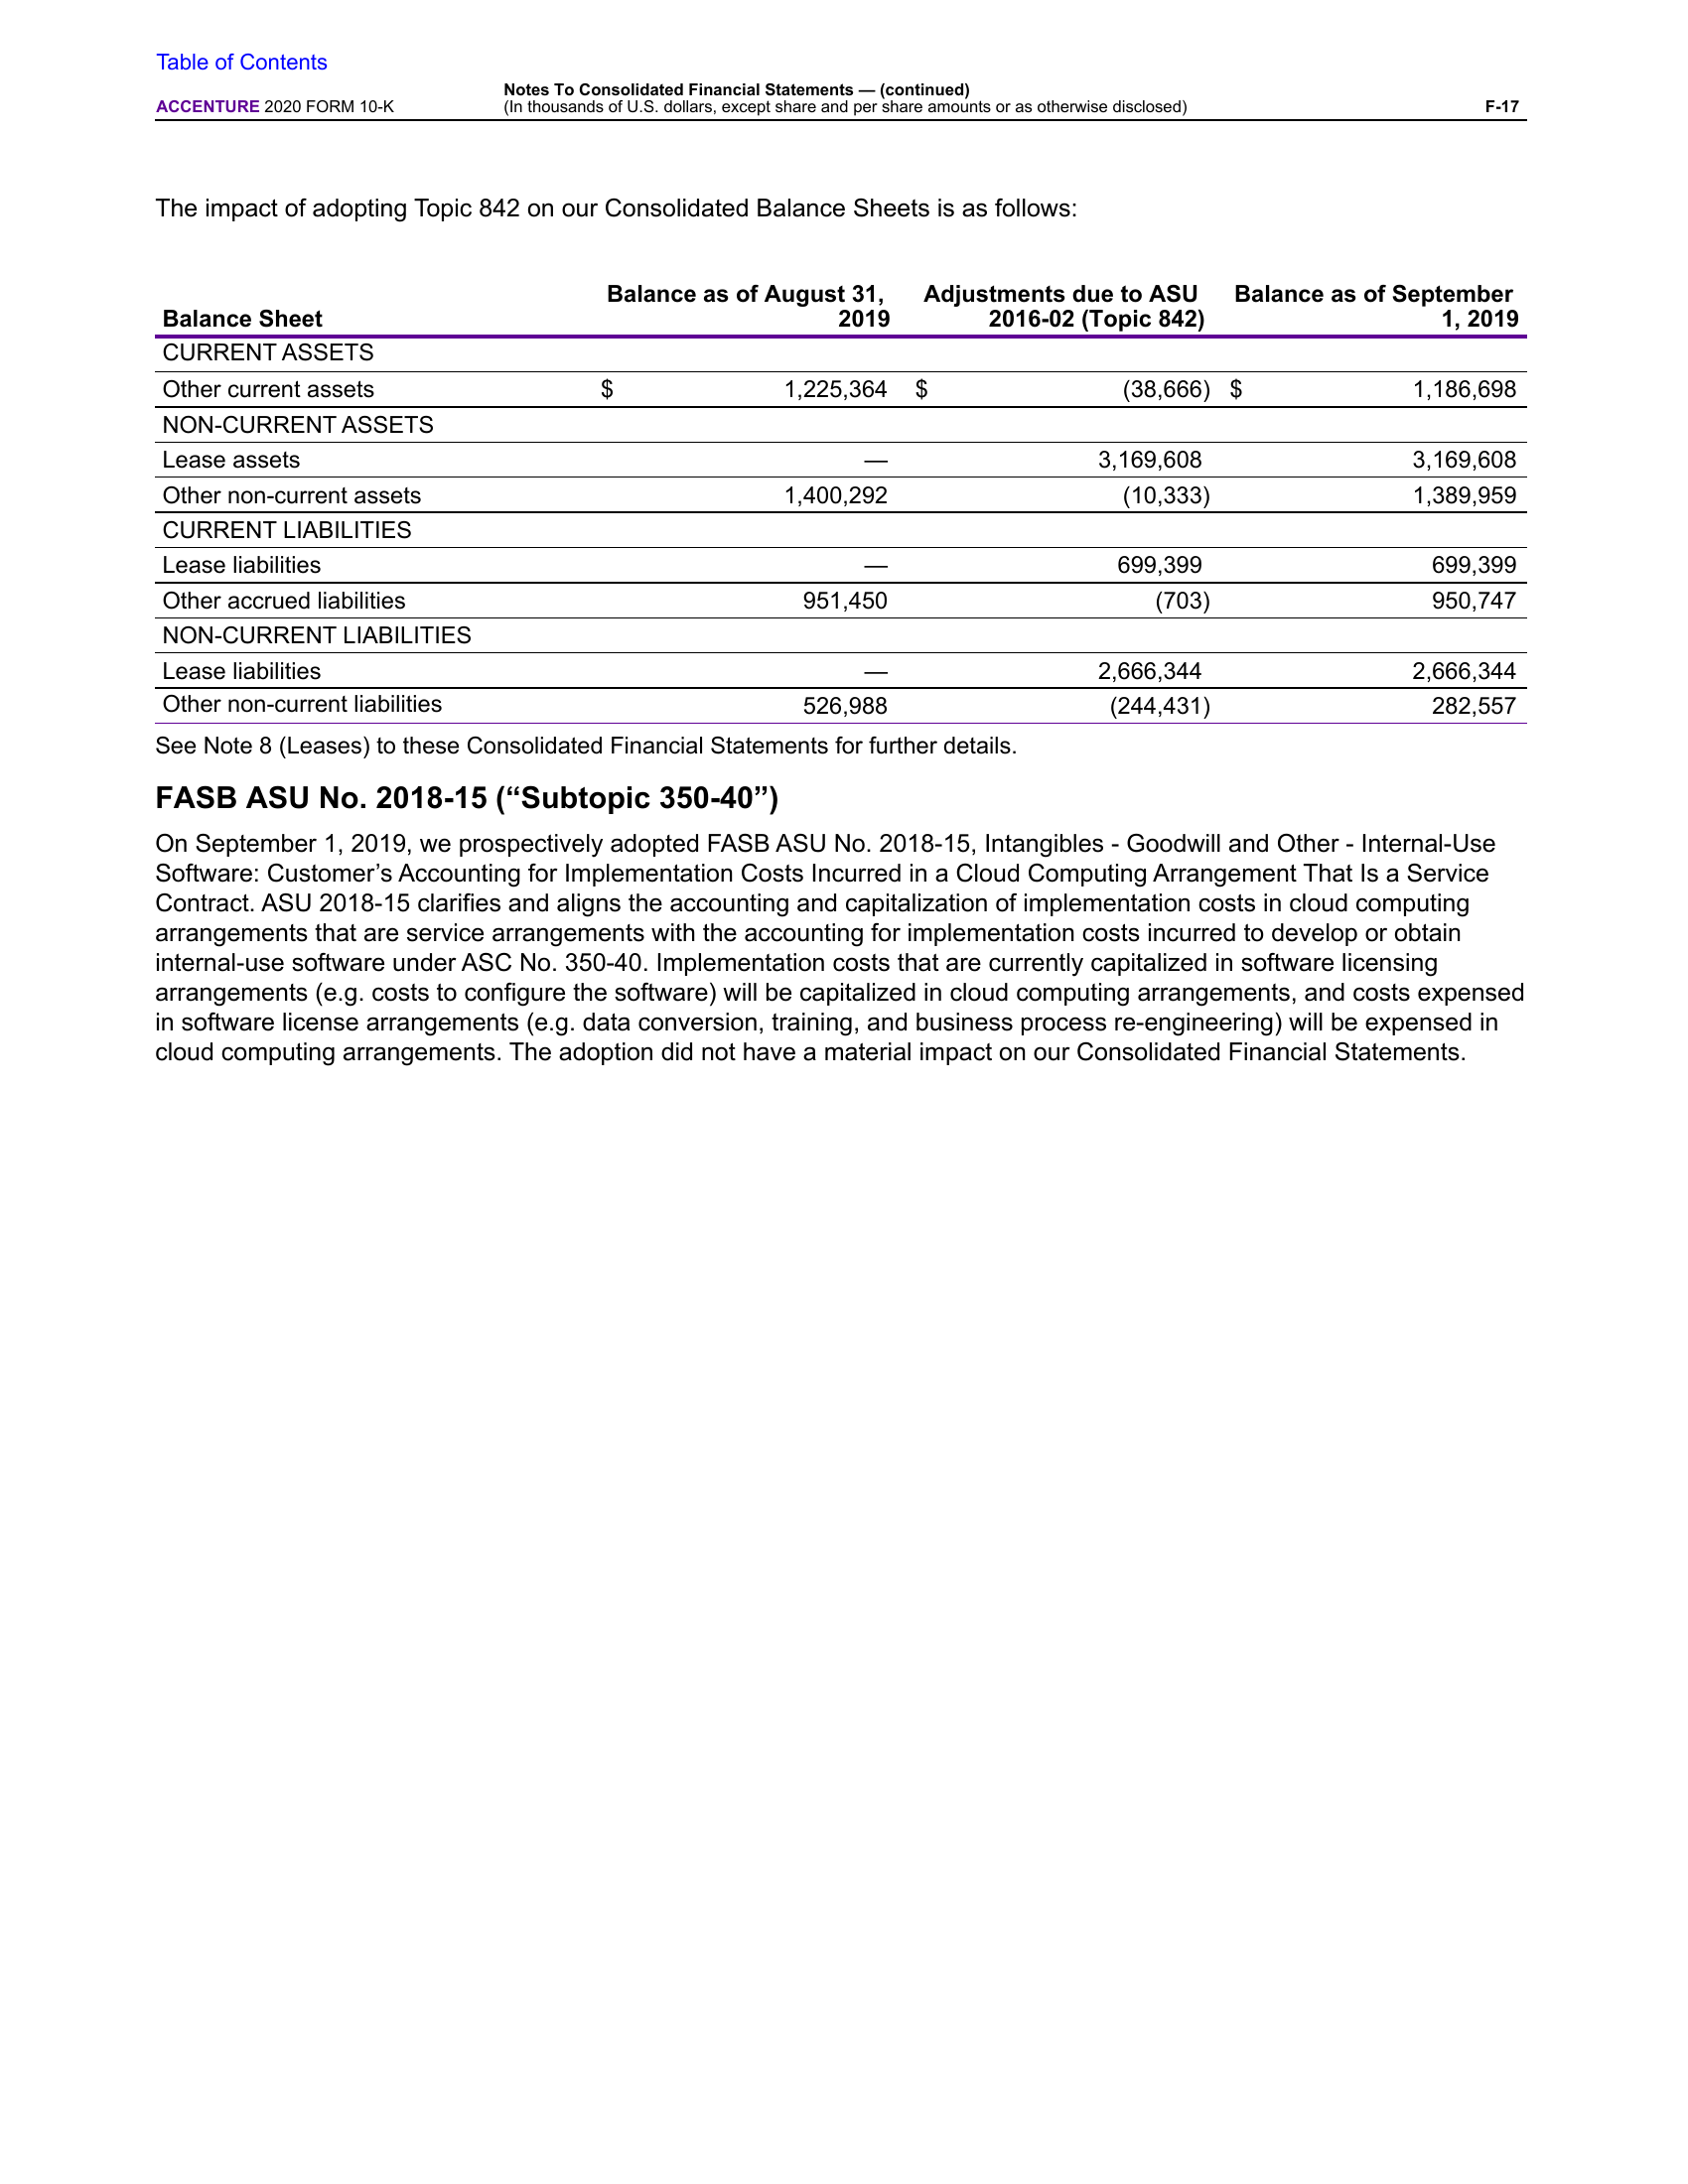 Table of Contents
Notes To Consolidated Financial Statements — (continued)
ACCENTURE 2020 FORM 10-K (In thousands of U.S. dollars, except share and per share amounts or as otherwise disclosed) F-17
The impact of adopting Topic 842 on our Consolidated Balance Sheets is as follows:
Balance as of August 31, Adjustments due to ASU Balance as of September
Balance Sheet 2019 2016-02 (Topic 842) 1, 2019
CURRENT ASSETS
Other current assets $ 1,225,364 $ (38,666) $ 1,186,698
NON-CURRENT ASSETS
Lease assets — 3,169,608 3,169,608
Other non-current assets 1,400,292 (10,333) 1,389,959
CURRENT LIABILITIES
Lease liabilities — 699,399 699,399
Other accrued liabilities 951,450 (703) 950,747
NON-CURRENT LIABILITIES
Lease liabilities — 2,666,344 2,666,344
Other non-current liabilities 526,988 (244,431) 282,557
See Note 8 (Leases) to these Consolidated Financial Statements for further details.
FASB ASU No. 2018-15 (“Subtopic 350-40”)
On September 1, 2019, we prospectively adopted FASB ASU No. 2018-15, Intangibles - Goodwill and Other - Internal-Use
Software: Customer’s Accounting for Implementation Costs Incurred in a Cloud Computing Arrangement That Is a Service
Contract. ASU 2018-15 clarifies and aligns the accounting and capitalization of implementation costs in cloud computing
arrangements that are service arrangements with the accounting for implementation costs incurred to develop or obtain
internal-use software under ASC No. 350-40. Implementation costs that are currently capitalized in software licensing
arrangements (e.g. costs to configure the software) will be capitalized in cloud computing arrangements, and costs expensed
in software license arrangements (e.g. data conversion, training, and business process re-engineering) will be expensed in
cloud computing arrangements. The adoption did not have a material impact on our Consolidated Financial Statements.